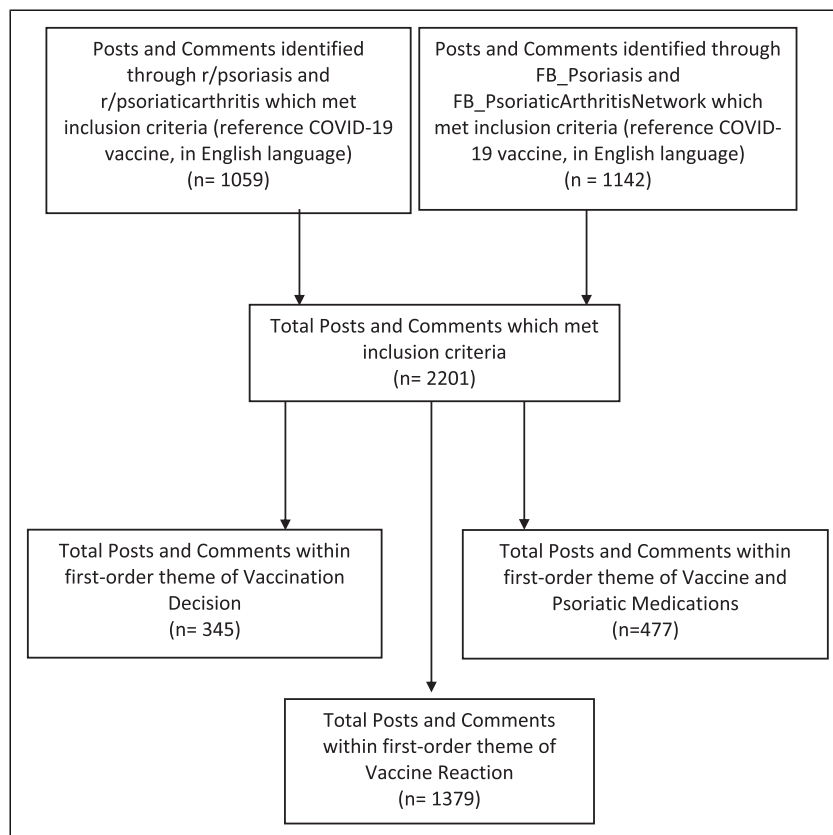 Posts and Comments identified
through r/psoriasis and
r/psoriaticarthritis which met
inclusion criteria (reference COVID-19
vaccine, in English language)
(n= 1059)
Posts and Comments identified through
FB_Psoriasis and
FB_PsoriaticArthritisNetwork which
met inclusion criteria (reference COVID-
19 vaccine, in English language)
(n = 1142)
Total Posts and Comments which met
inclusion criteria
(n= 2201)
Total Posts and Comments within
first-order theme of Vaccination
Decision
(n= 345)
Total Posts and Comments within
first-order theme of Vaccine and
Psoriatic Medications
(n=477)
Total Posts and Comments
within first-order theme of
Vaccine Reaction
(n= 1379)